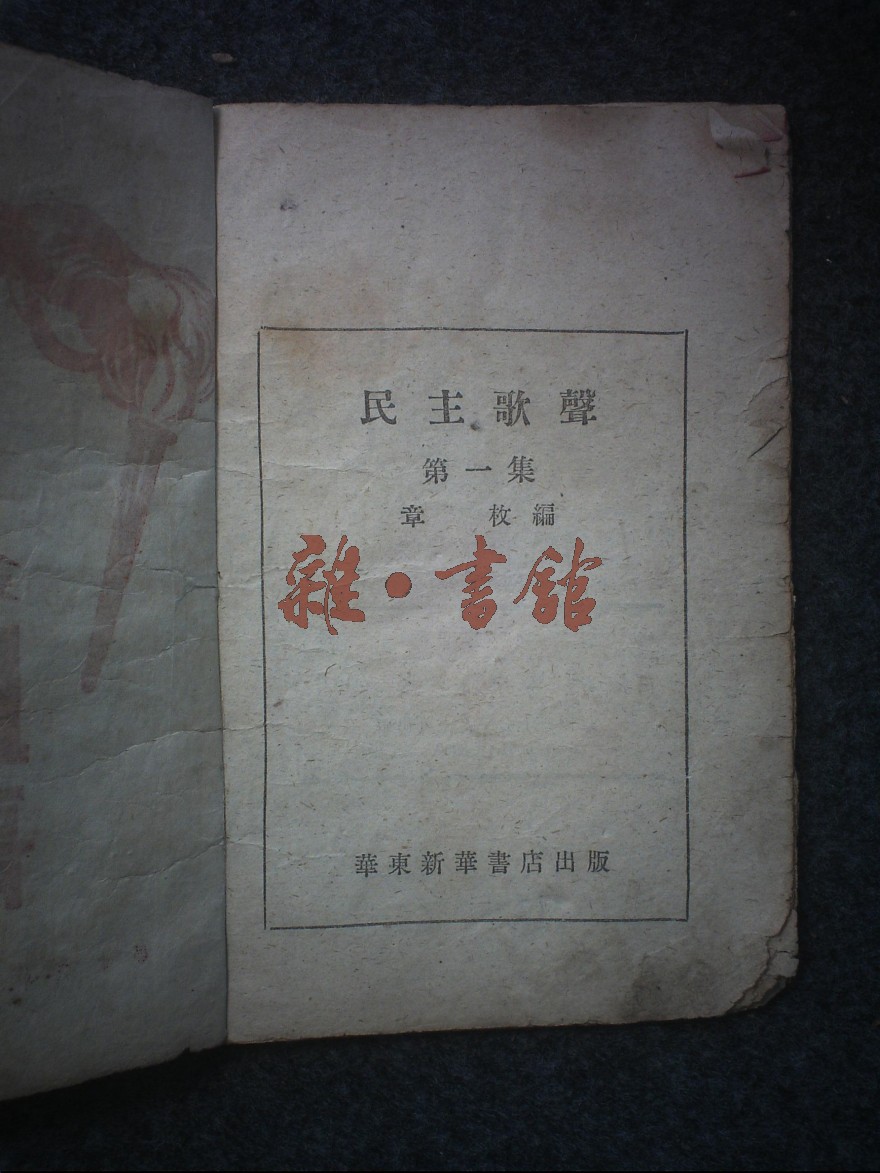 民主歌聲
第一集
章 枚編
雜·書館
華東新華書店出版